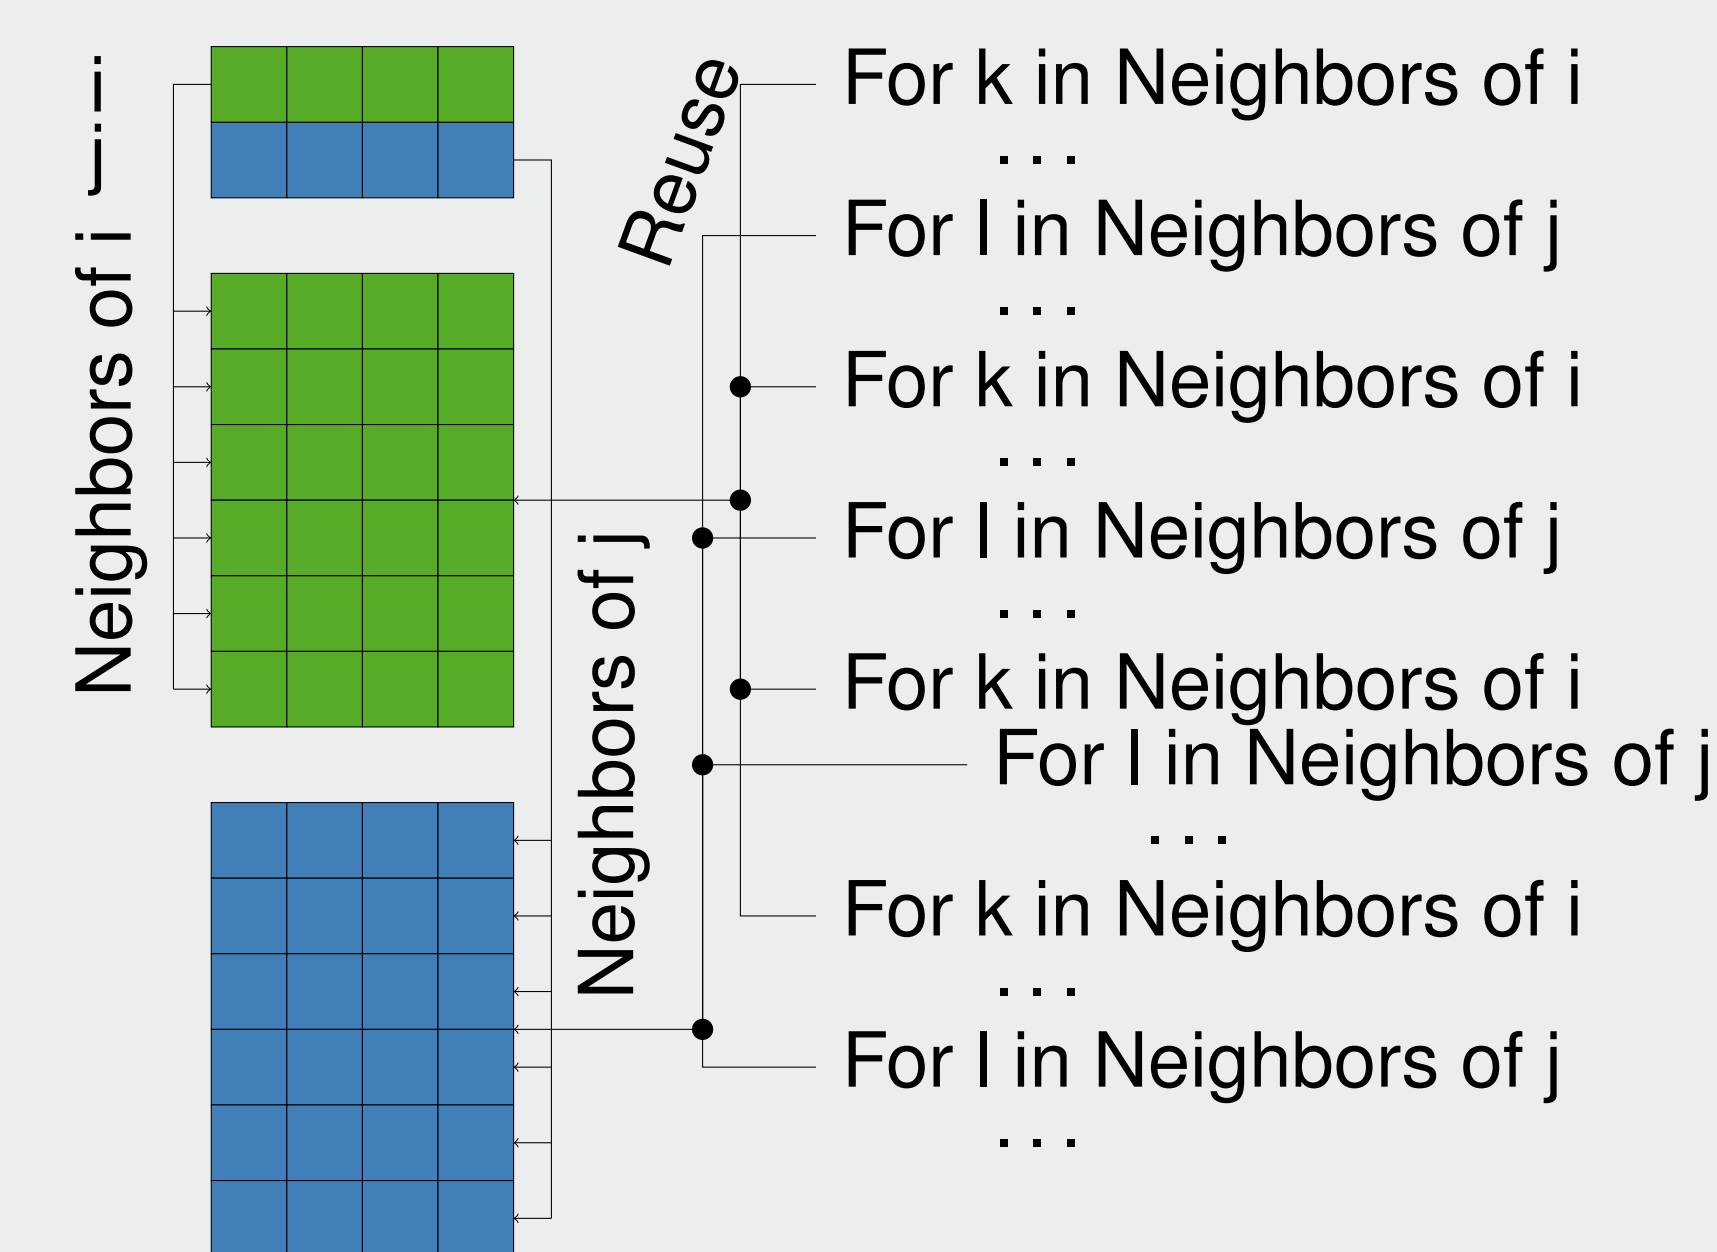 i
j
Neighbors of i
Neighbors of j
Reuse
For k in Neighbors of i
. . .
For l in Neighbors of j
. . .
For k in Neighbors of i
. . .
For l in Neighbors of j
. . .
For k in Neighbors of i
For l in Neighbors of j
. . .
For k in Neighbors of i
. . .
For l in Neighbors of j
. . .